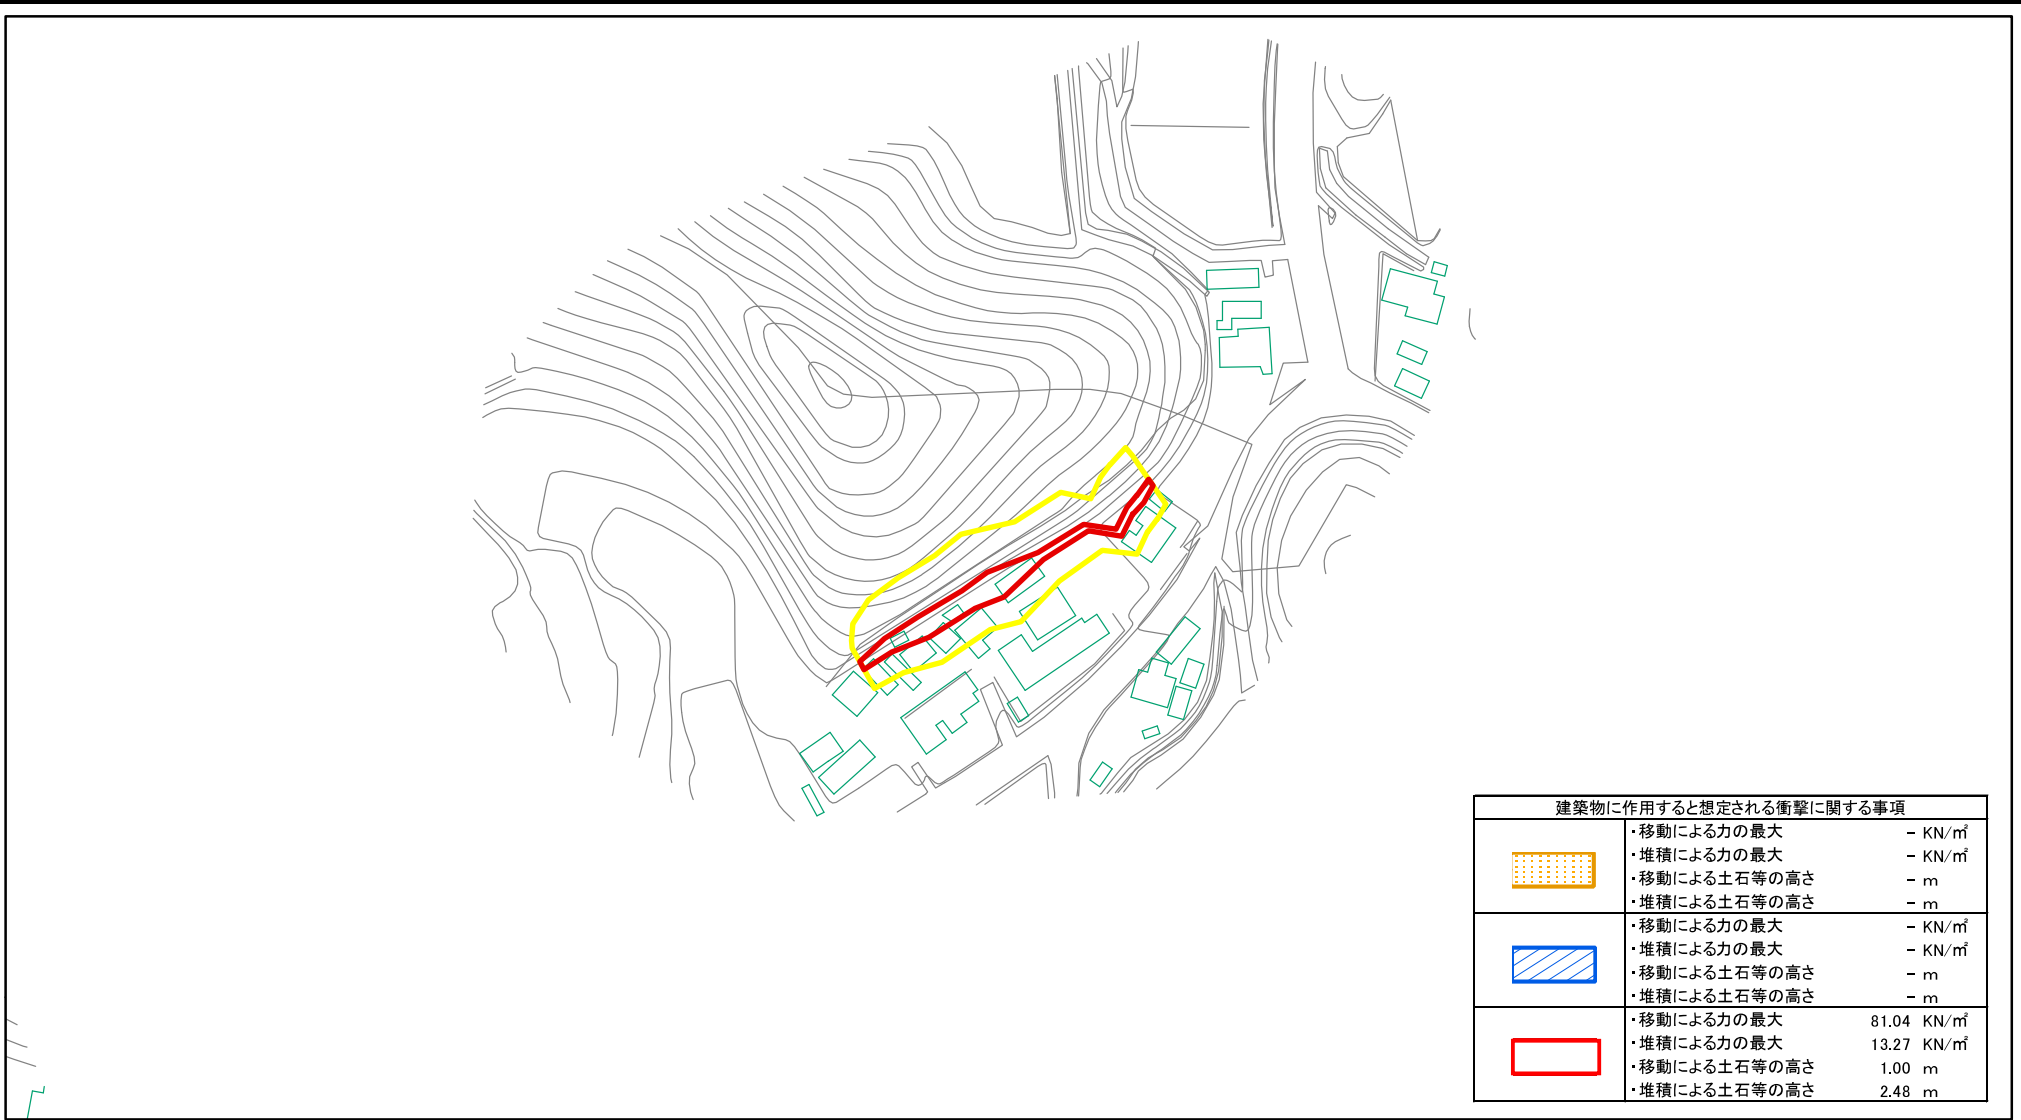 建築物に作用すると想定される衝撃に関する事項
・移動による力の最大 － KN/㎡
・堆積による力の最大 － KN/㎡
・移動による土石等の高さ － m
・堆積による土石等の高さ － m
・移動による力の最大 － KN/㎡
・堆積による力の最大 － KN/㎡
・移動による土石等の高さ － m
・堆積による土石等の高さ － m
・移動による力の最大 81.04 KN/㎡
・堆積による力の最大 13.27 KN/㎡
・移動による土石等の高さ 1.00 m
・堆積による土石等の高さ 2.48 m